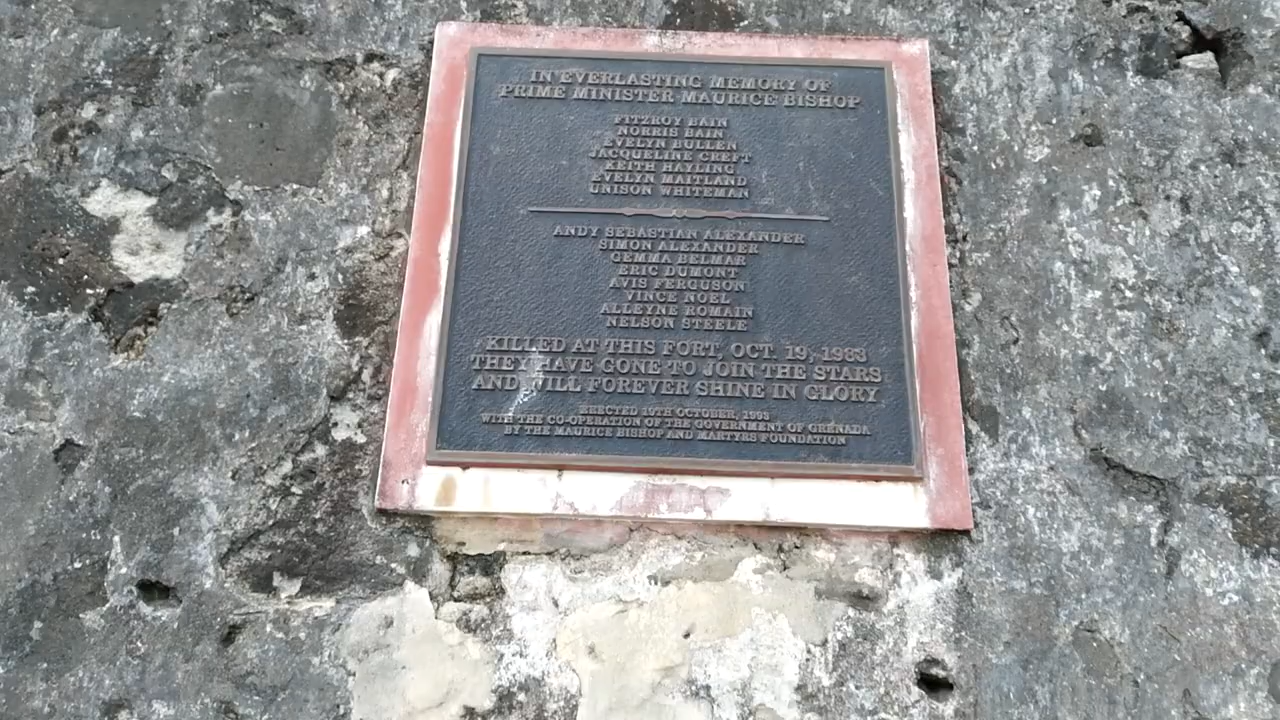 IN EVERLASTING MEMORY OF
PRIME MINISTER MAURICE BISHOP
FITZROY BAIN
NORRIS BAIN
EVELYN BULLEN
JACQUELINE CREFT
KEITH HAYLING
EVELYN MAITLAND
UNISON WHITEMAN
ANDY SEBASTIAN ALEXANDER
SIMON ALEXANDER
GEMMA BELMAR
ERIC DUMONT
AVIS FERGUSON
VINCE NOEL
ALLEYNE ROMAIN
NELSON STEELE
KILLED AT THIS FORT, OCT. 19, 1983
THEY HAVE GONE TO JOIN THE STARS
AND WILL FOREVER SHINE IN GLORY
ERECTED 19TH OCTOBER, 1993
WITH THE CO-OPERATION OF THE GOVERNMENT OF GRENADA
BY THE MAURICE BISHOP AND MARTYRS FOUNDATION